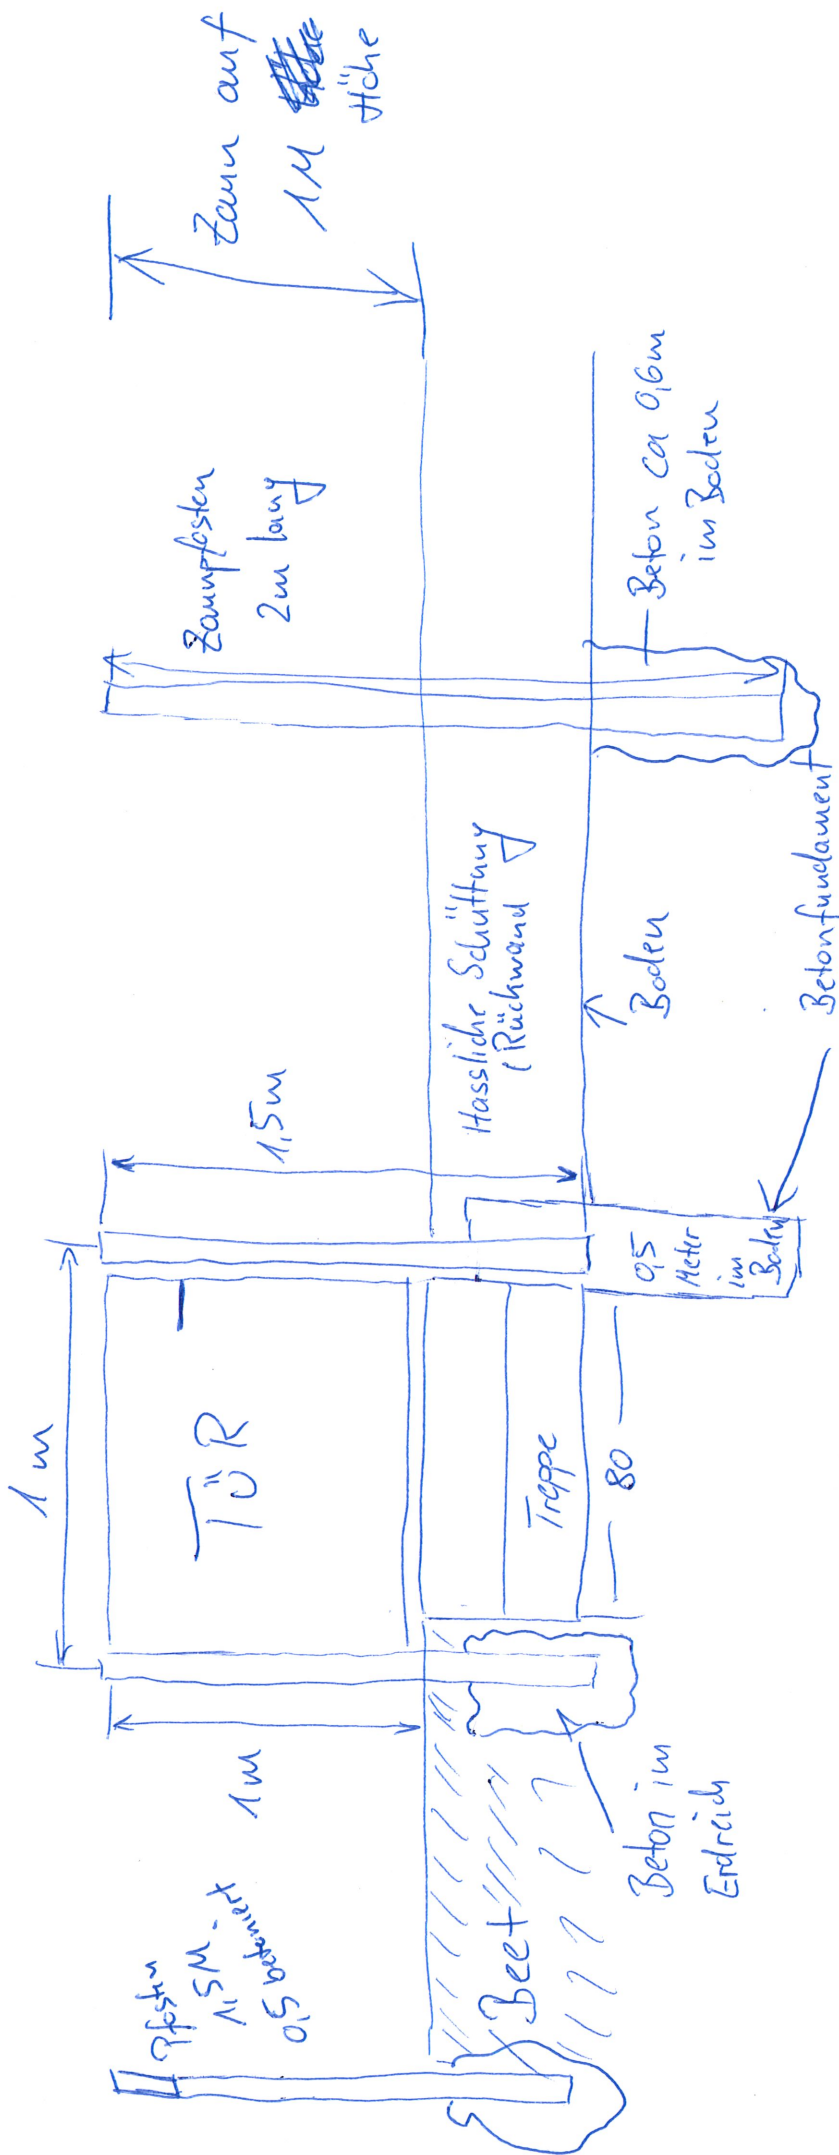 Pfosten
1,5M -
0,5 betoniert
1m
1m
TÜR
1,5m
Zaunpfosten
2m lang
Zaun auf
1M
Höhe
Beet
Beton im
Erdreich
Treppe
80
0,5
Meter
im
Boden
Hassliche Schüttung
(Rückwand
Boden
Betonfundament
Beton ca 0,6m
im Boden